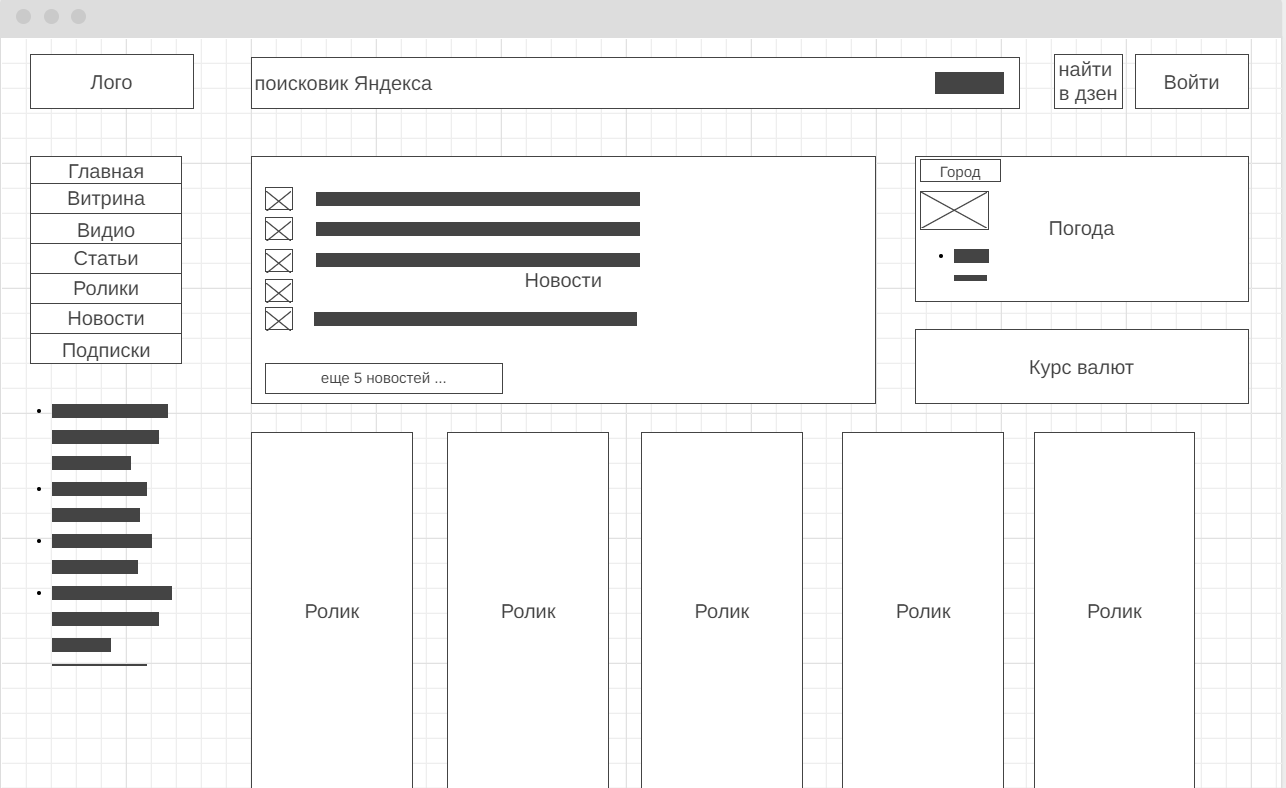 Лого
поисковик Яндекса
найти
в дзен
Войти
Главная
Витрина
Видио
Статьи
Ролики
Новости
Подписки
Новости
еще 5 новостей ...
Город
Погода
Курс валют
Ролик
Ролик
Ролик
Ролик
Ролик